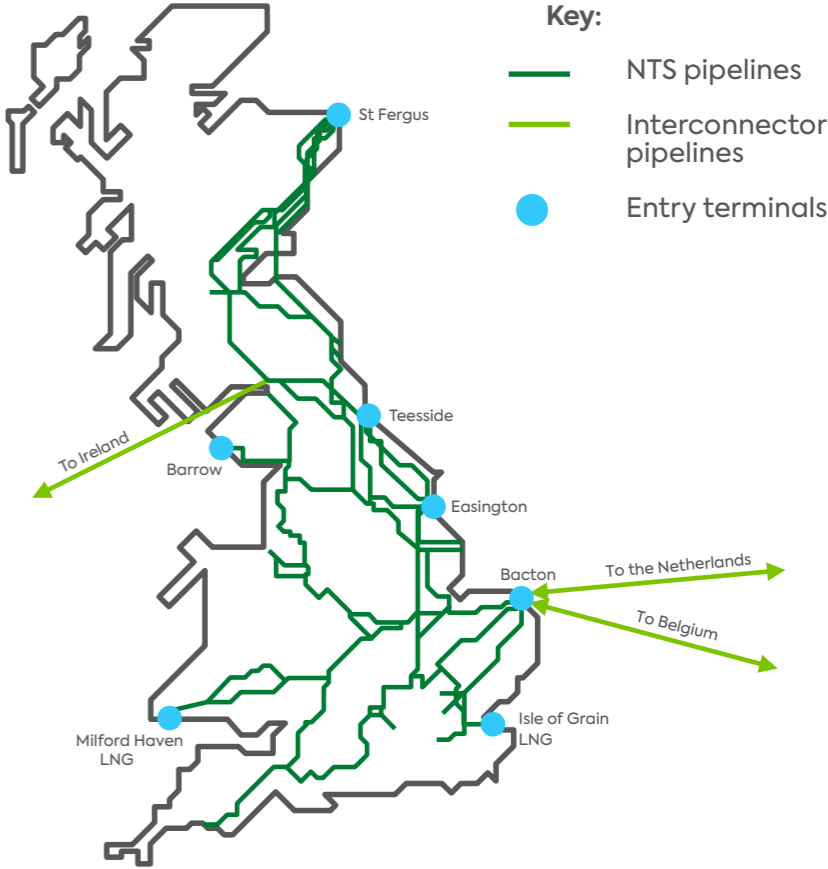 Key:
NTS pipelines
Interconnector
pipelines
Entry terminals
St Fergus
Teesside
To Ireland
Barrow
Easington
Bacton
To the Netherlands
To Belgium
Milford Haven
LNG
Isle of Grain
LNG